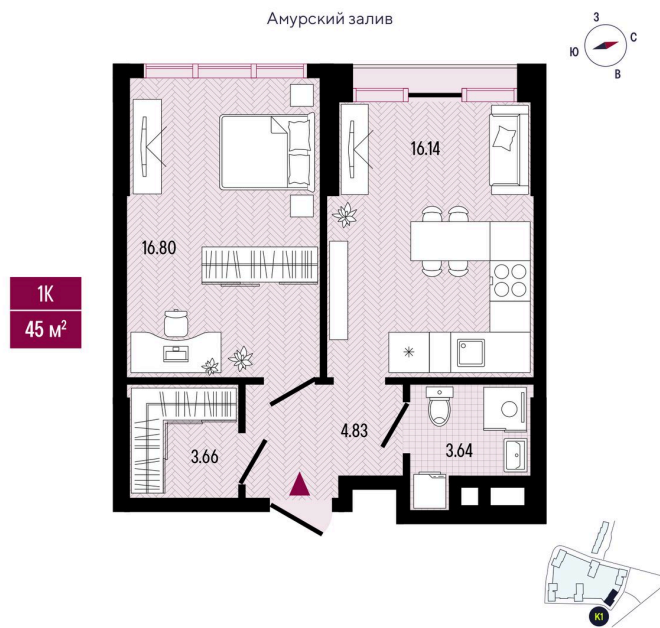 Амурский залив
З
С
Ю
В
16.14
16.80
1К
45 м²
4.83
3.66
3.64
К1